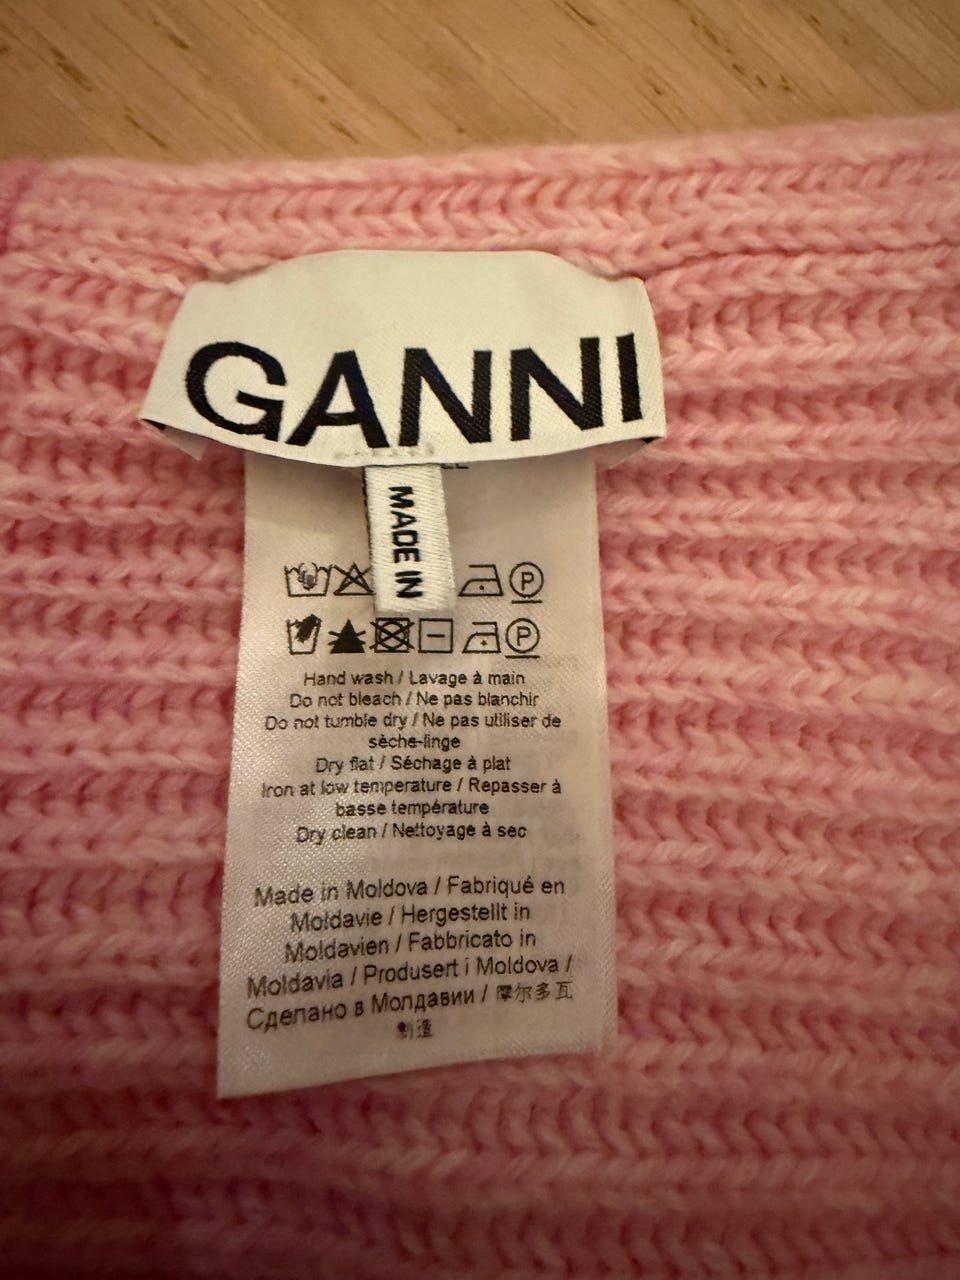 GANNI
MADE IN
P
P
Hand wash / Lavage à main
Do not bleach / Ne pas blanchir
Do not tumble dry / Ne pas utiliser de
sèche-linge
Dry flat / Séchage à plat
Iron at low temperature / Repasser à
basse température
Dry clean / Nettoyage à sec
Made in Moldova / Fabriqué en
Moldavie / Hergestellt in
Moldavien / Fabbricato in
Moldavia / Produsert i Moldova /
Сделано в Молдавии / 摩尔多瓦
制造